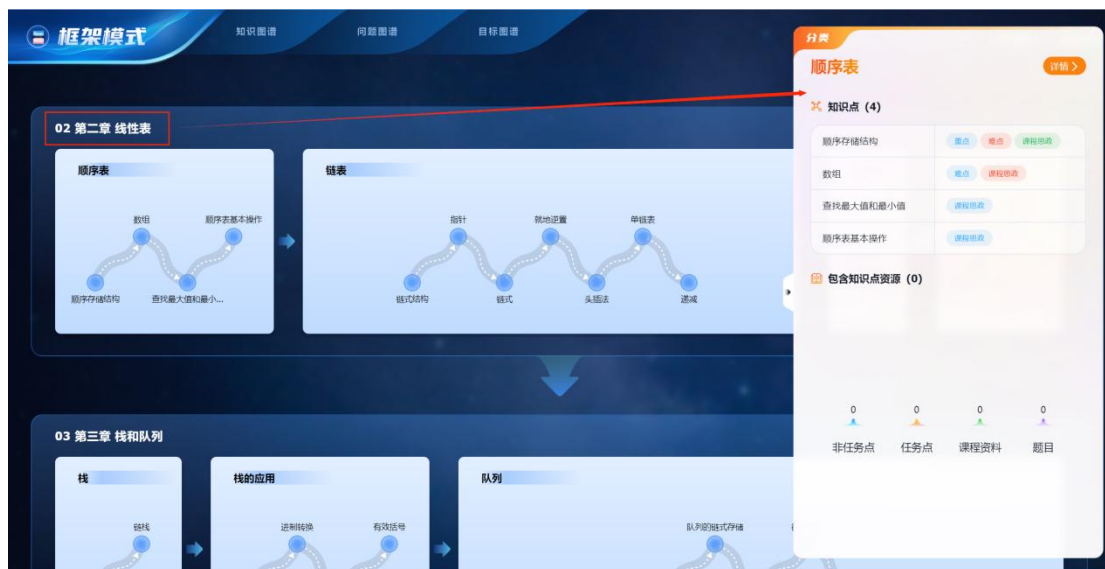 框架模式
知识图谱
问题图谱
目标图谱
02 第二章 线性表
顺序表
数组
顺序表基本操作
顺序存储结构
查找最大值和最小...
链表
指针
就地逆置
单链表
链式结构
链式
头插法
递减
03 第三章 栈和队列
栈
链栈
栈的应用
进制转换
有效括号
队列
队列的链式存储
分类
顺序表
详情 >
知识点 (4)
顺序存储结构 重点 难点 课程思政
数组 难点 课程思政
查找最大值和最小值 课程思政
顺序表基本操作 课程思政
包含知识点资源 (0)
0 0 0 0
非任务点 任务点 课程资料 题目